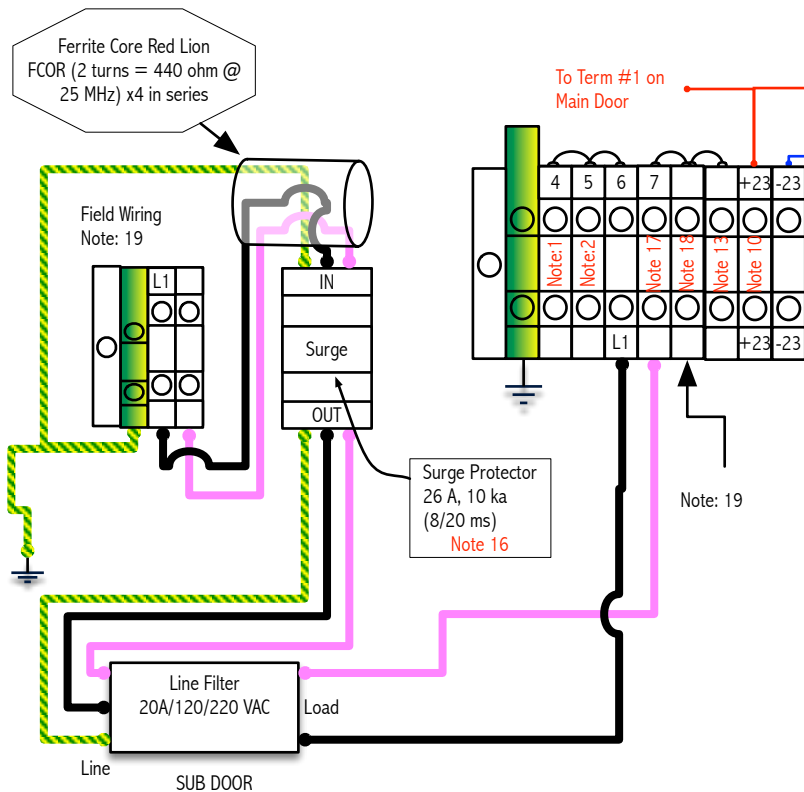 Ferrite Core Red Lion
FCOR (2 turns = 440 ohm @
25 MHz) x4 in series
To Term #1 on
Main Door
Field Wiring
Note: 19
4 5 6 7 +23 -23
Note:1 Note:2 Note 17 Note 18 Note 13 Note 10
L1 +23 -23
L1
IN
Surge
OUT
Surge Protector
26 A, 10 ka
(8/20 ms)
Note 16
Note: 19
Line Filter
20A/120/220 VAC
Load
Line
SUB DOOR